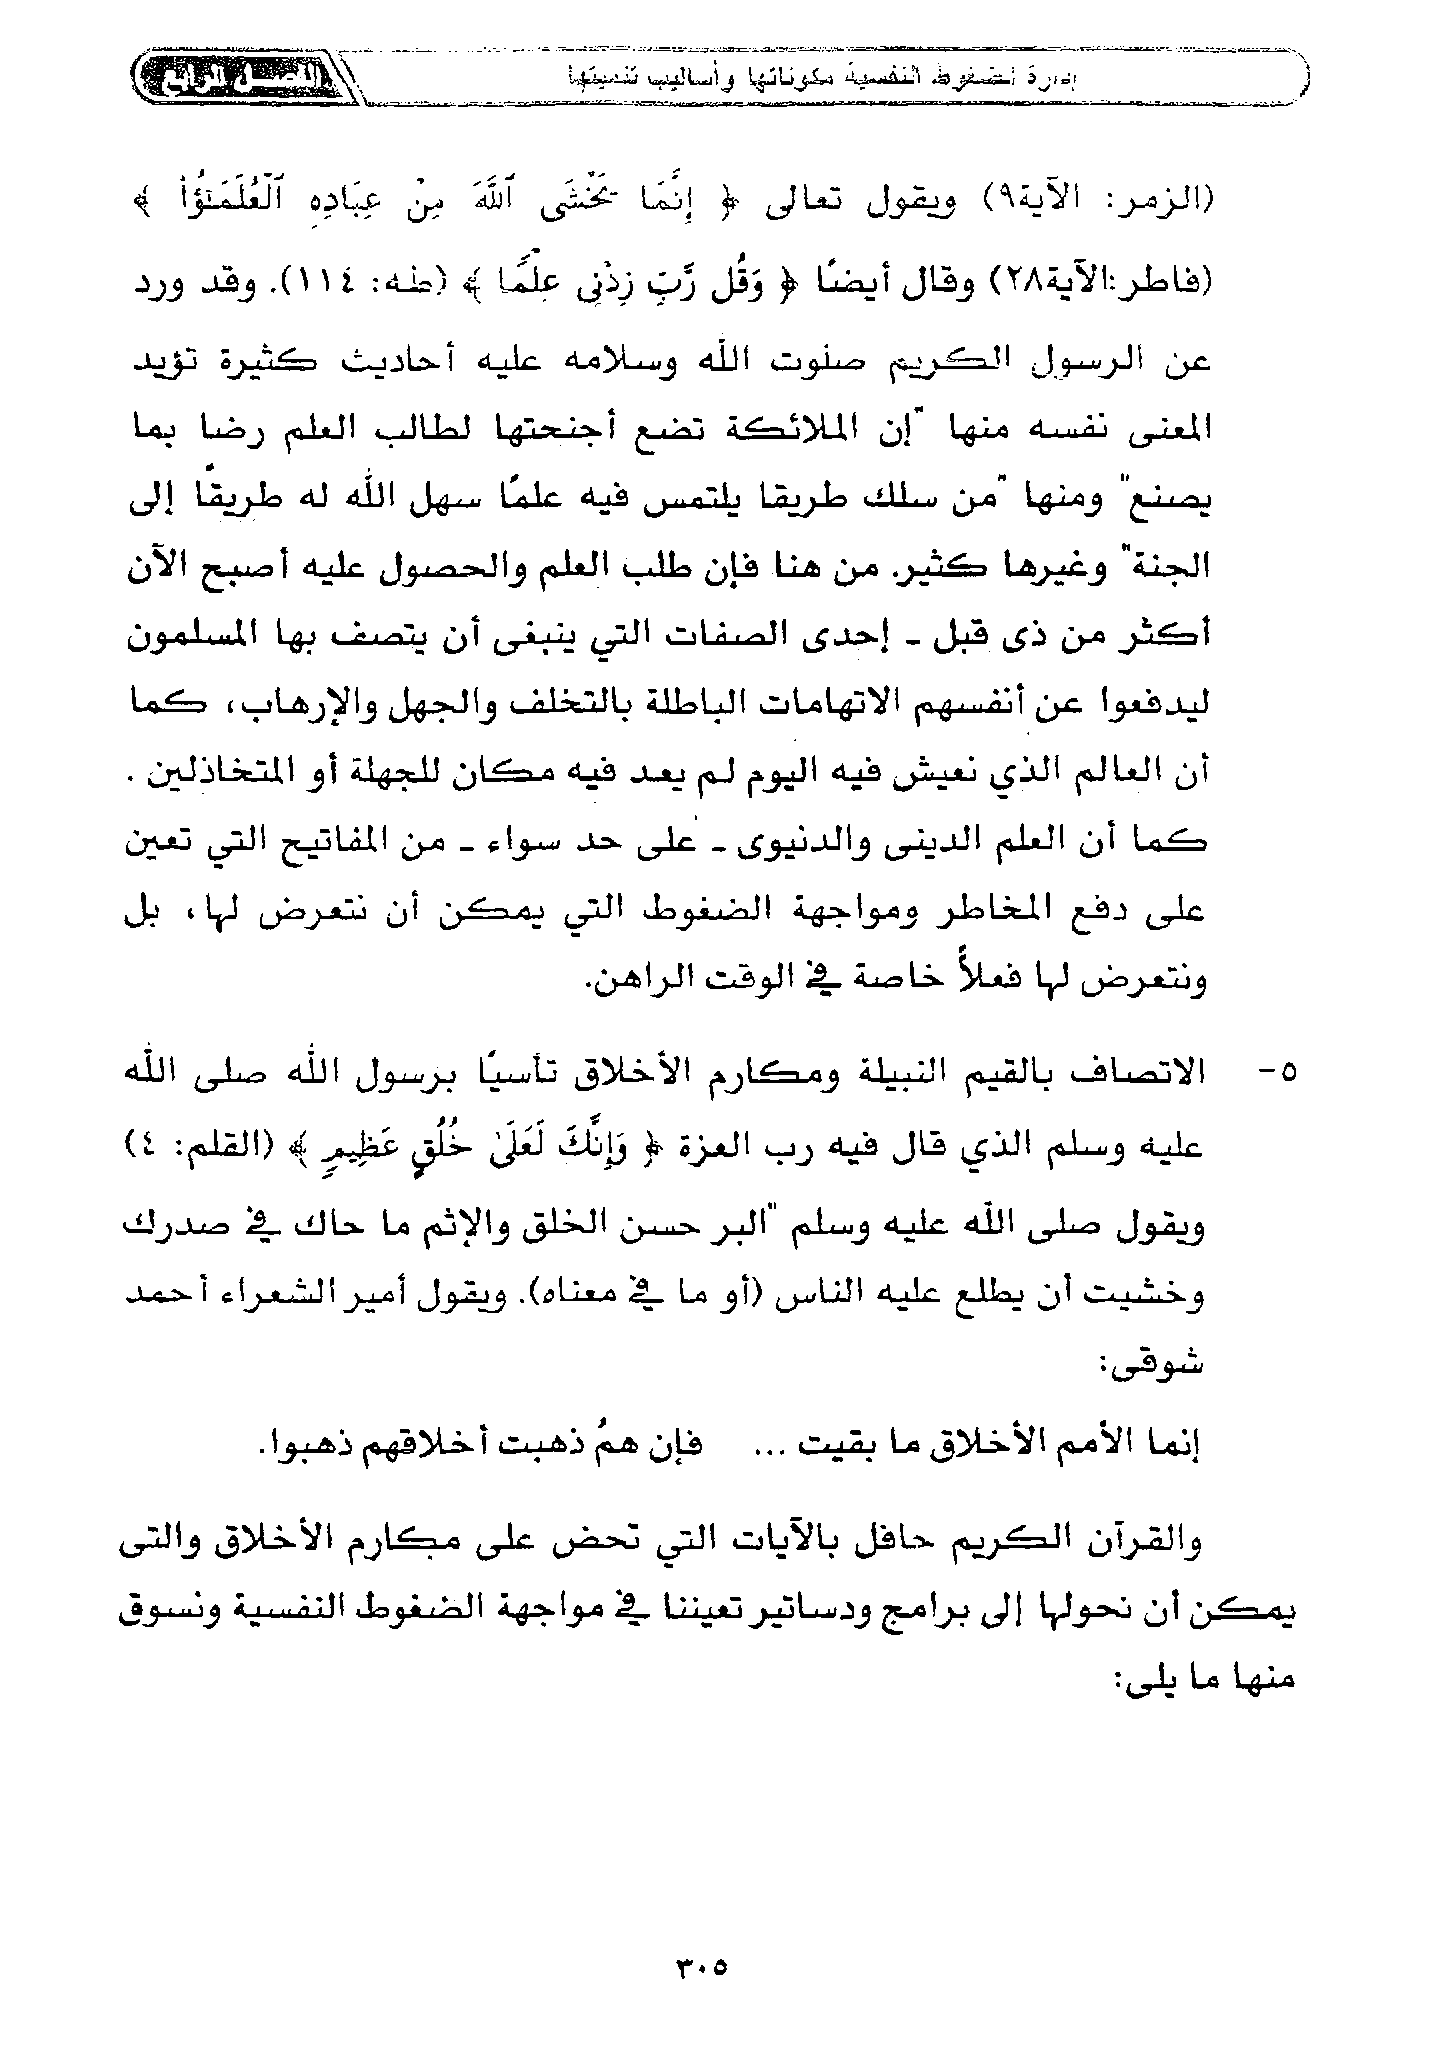 إدارة الضغوط النفسية مكوناتها وأساليب تنميتها
الفصل الرابع
(الزمر: الآية٩) ويقول تعالى ﴿ إِنَّمَا يَخْشَى ٱللَّهَ مِنْ عِبَادِهِ ٱلْعُلَمَـٰٓؤُا۟ ﴾
(فاطر:الآية٢٨) وقال أيضًا ﴿ وَقُل رَّبِّ زِدْنِى عِلْمًا ﴾ (طه: ١١٤). وقد ورد
عن الرسول الكريم صلوت الله وسلامه عليه أحاديث كثيرة تؤيد
المعنى نفسه منها "إن الملائكة تضع أجنحتها لطالب العلم رضا بما
يصنع" ومنها "من سلك طريقا يلتمس فيه علمًا سهل الله له طريقًا إلى
الجنة" وغيرها كثير. من هنا فإن طلب العلم والحصول عليه أصبح الآن
أكثر من ذى قبل - إحدى الصفات التي ينبغى أن يتصف بها المسلمون
ليدفعوا عن أنفسهم الاتهامات الباطلة بالتخلف والجهل والإرهاب، كما
أن العالم الذي نعيش فيه اليوم لم يعد فيه مكان للجهلة أو المتخاذلين .
كما أن العلم الدينى والدنيوى - على حد سواء - من المفاتيح التي تعين
على دفع المخاطر ومواجهة الضغوط التي يمكن أن نتعرض لها، بل
ونتعرض لها فعلاً خاصة في الوقت الراهن.
٥- الاتصاف بالقيم النبيلة ومكارم الأخلاق تأسيًا برسول الله صلى الله
عليه وسلم الذي قال فيه رب العزة ﴿ وَإِنَّكَ لَعَلَىٰ خُلُقٍ عَظِيمٍ ﴾ (القلم: ٤)
ويقول صلى الله عليه وسلم "البر حسن الخلق والإثم ما حاك في صدرك
وخشيت أن يطلع عليه الناس (أو ما في معناه). ويقول أمير الشعراء أحمد
شوقى:
إنما الأمم الأخلاق ما بقيت ... فإن همُ ذهبت أخلاقهم ذهبوا.
والقرآن الكريم حافل بالآيات التي تحض على مكارم الأخلاق والتى
يمكن أن نحولها إلى برامج ودساتير تعيننا في مواجهة الضغوط النفسية ونسوق
منها ما يلى:
٣٠٥